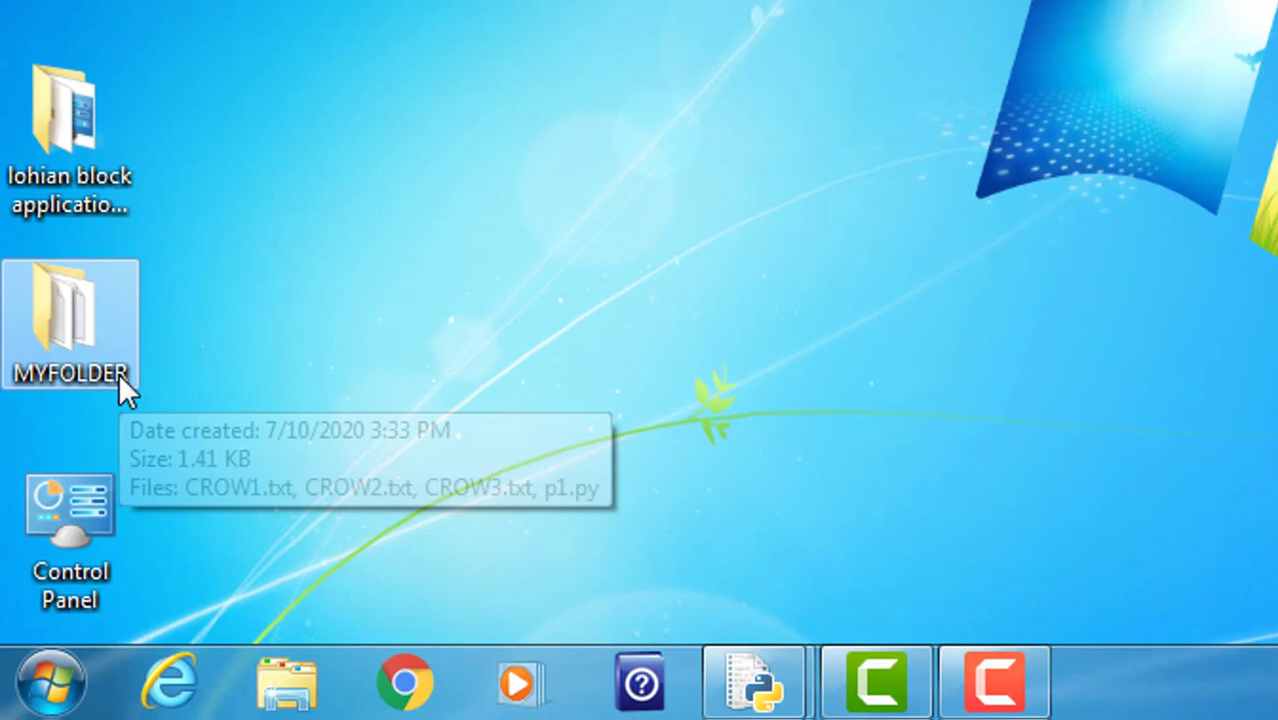 lohian block
applicatio...
MYFOLDER
Date created: 7/10/2020 3:33 PM
Size: 1.41 KB
Files: CROW1.txt, CROW2.txt, CROW3.txt, p1.py
Control
Panel